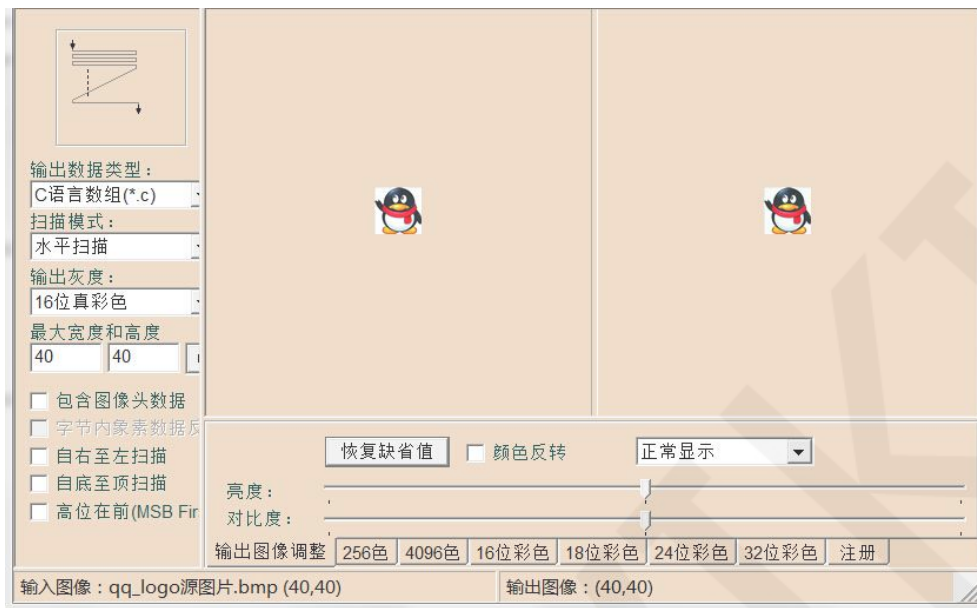 输出数据类型：
C语言数组(*.c)
扫描模式：
水平扫描
输出灰度：
16位真彩色
最大宽度和高度
40 40
包含图像头数据
字节内象素数据反
自右至左扫描
自底至顶扫描
高位在前(MSB Fir
恢复缺省值 颜色反转 正常显示
亮度：
对比度：
输出图像调整 256色 4096色 16位彩色 18位彩色 24位彩色 32位彩色 注册
输入图像：qq_logo源图片.bmp (40,40) 输出图像：(40,40)